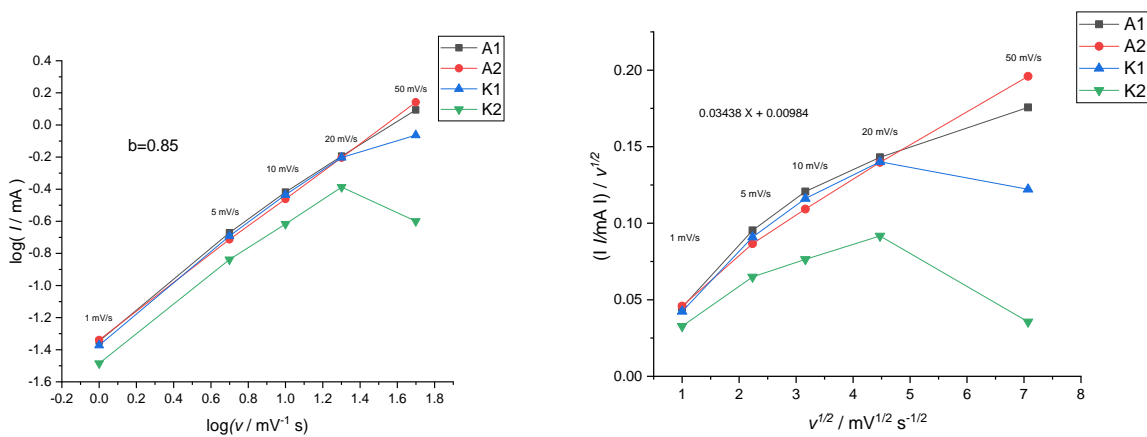 A1
A2
K1
K2
0.4
0.2
0.0
-0.2
-0.4
-0.6
-0.8
-1.0
-1.2
-1.4
-1.6
log( I / mA )
b=0.85
1 mV/s
5 mV/s
10 mV/s
20 mV/s
50 mV/s
-0.2 0.0 0.2 0.4 0.6 0.8 1.0 1.2 1.4 1.6 1.8
log(v / mV⁻¹ s)
A1
A2
K1
K2
0.20
0.15
0.10
0.05
0.00
(I I/mA I) / v^1/2
0.03438 X + 0.00984
1 mV/s
5 mV/s
10 mV/s
20 mV/s
50 mV/s
1 2 3 4 5 6 7 8
v^1/2 / mV^1/2 s^-1/2